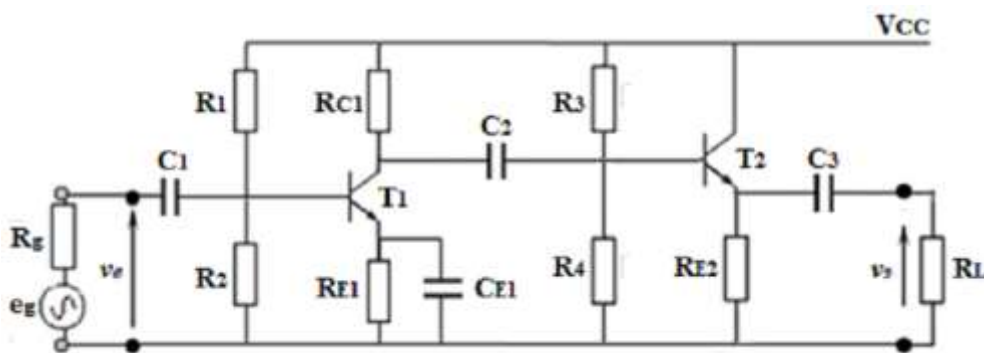 VCC
R1
RC1
R3
C2
C1
T2
C3
T1
Rg
ve
R2
RE1
CE1
R4
RE2
vs
RL
eg